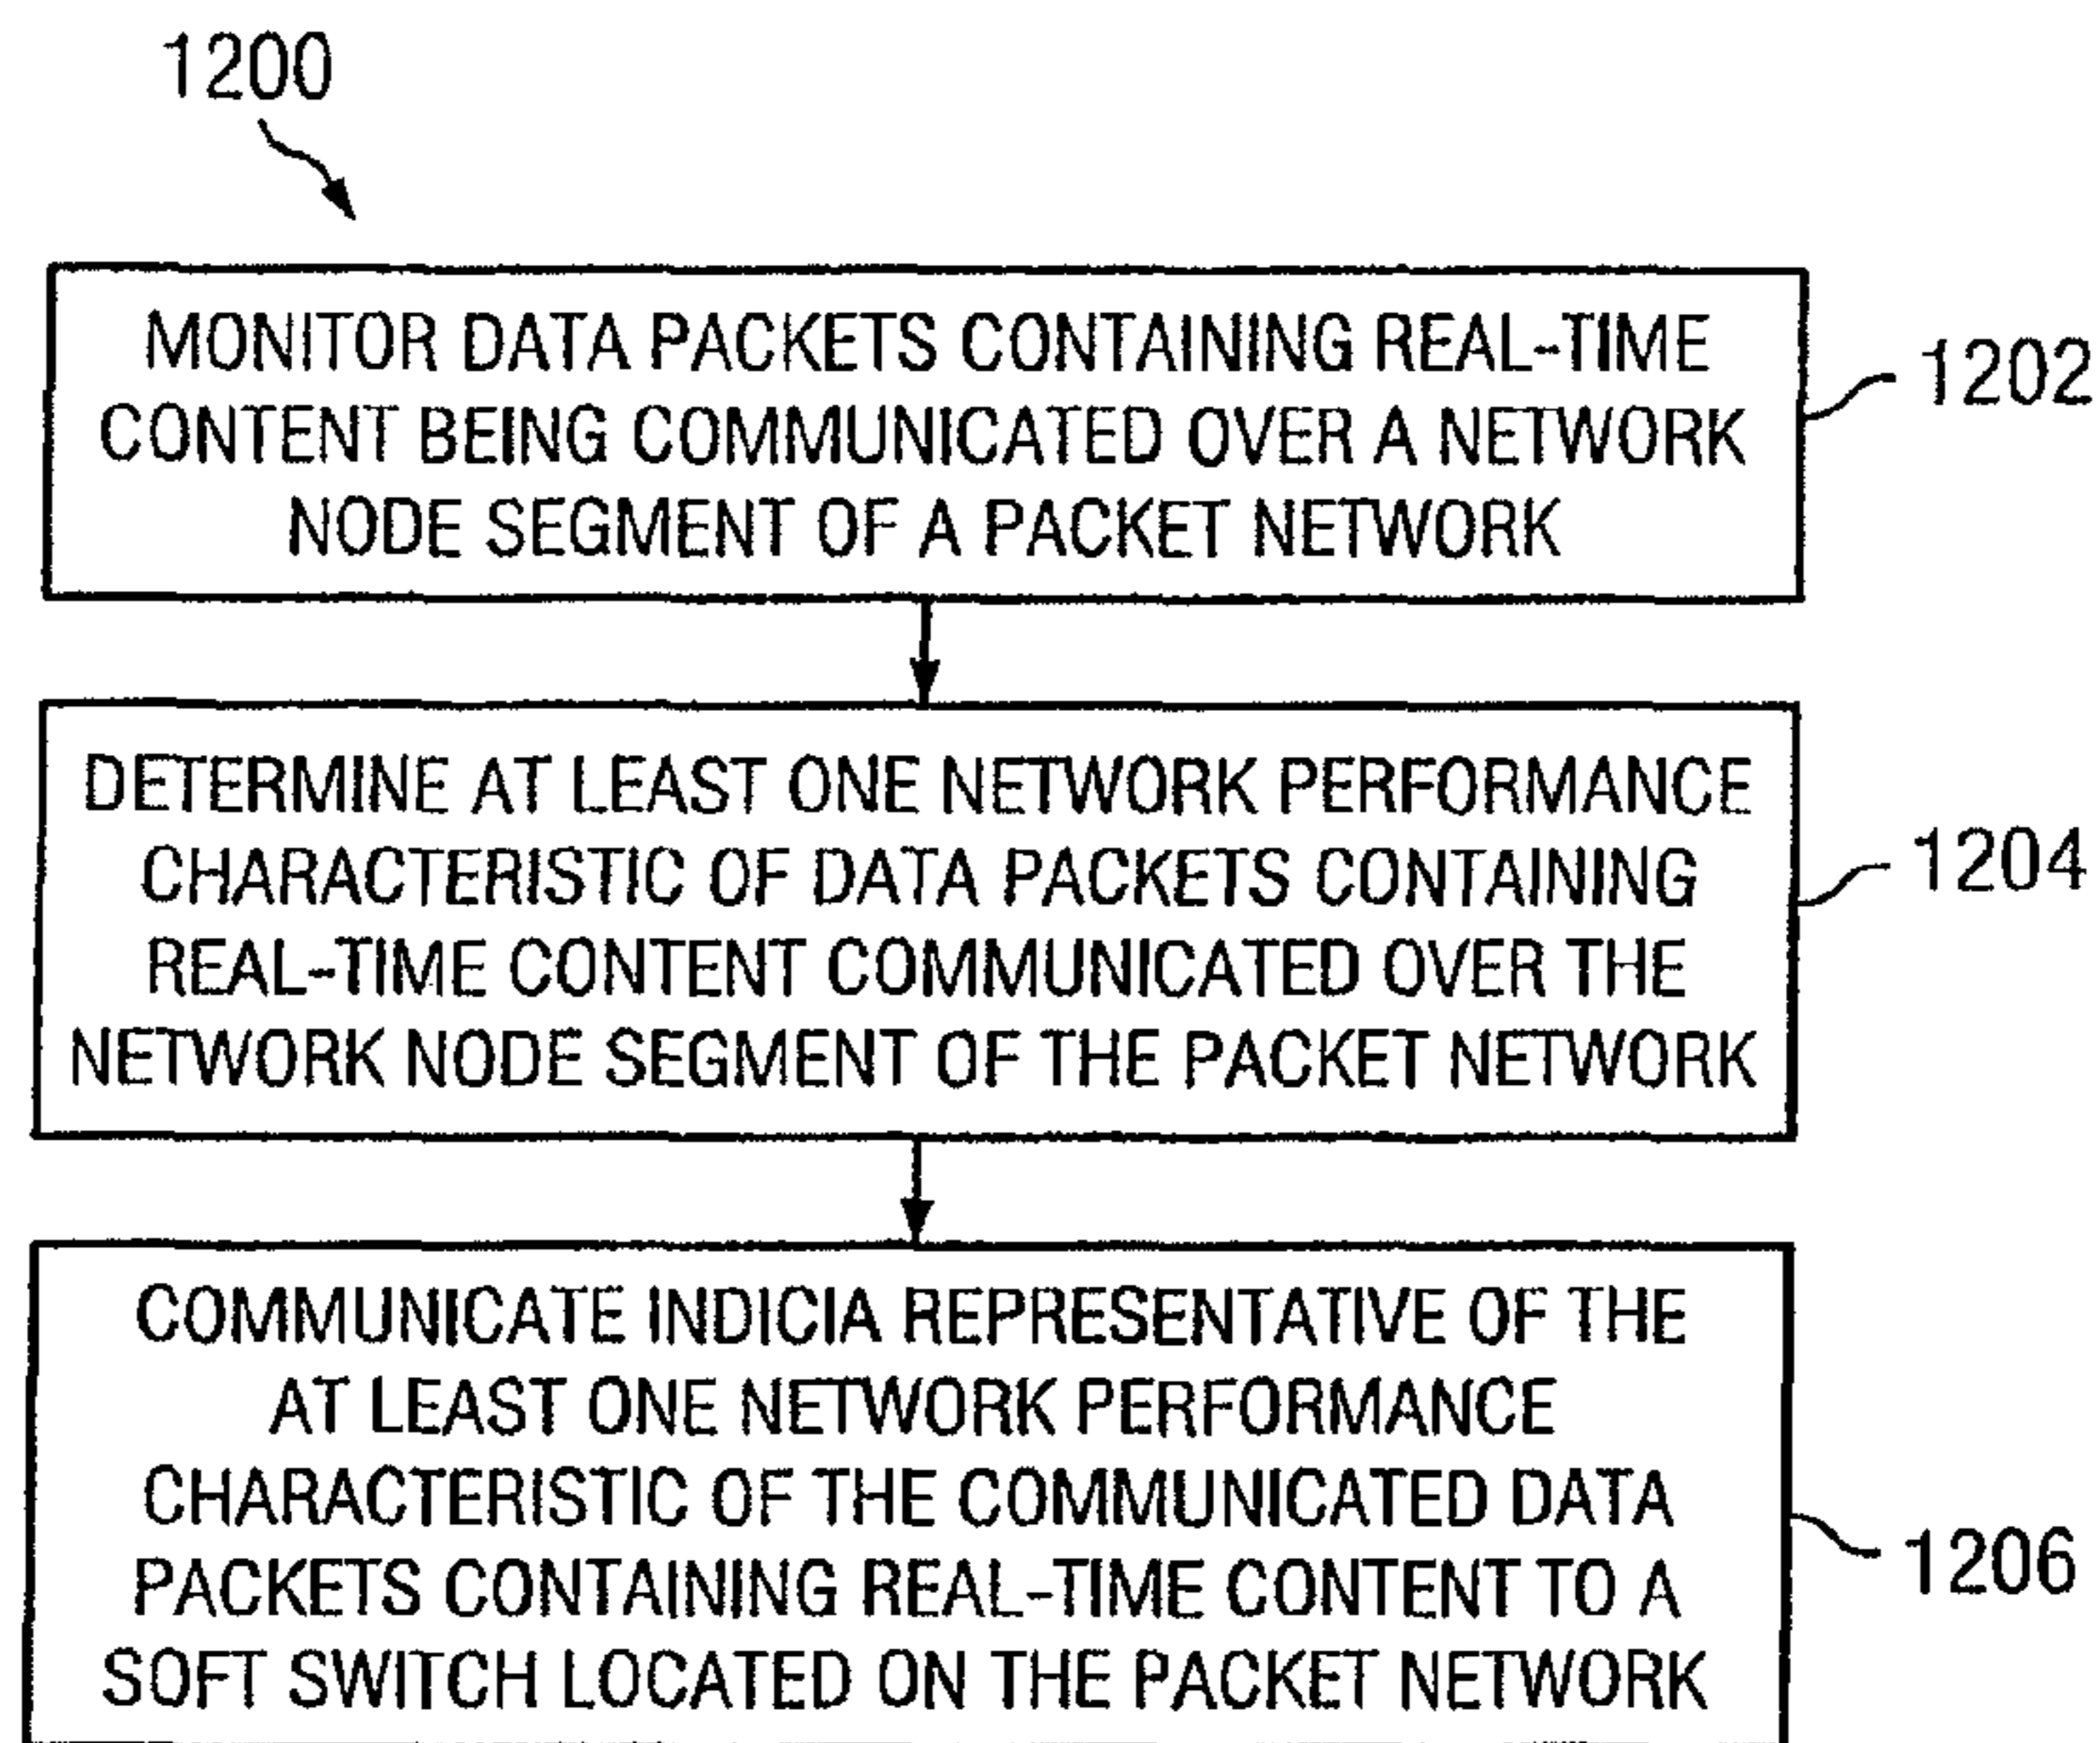 1200
MONITOR DATA PACKETS CONTAINING REAL-TIME
CONTENT BEING COMMUNICATED OVER A NETWORK
NODE SEGMENT OF A PACKET NETWORK
1202
DETERMINE AT LEAST ONE NETWORK PERFORMANCE
CHARACTERISTIC OF DATA PACKETS CONTAINING
REAL-TIME CONTENT COMMUNICATED OVER THE
NETWORK NODE SEGMENT OF THE PACKET NETWORK
1204
COMMUNICATE INDICIA REPRESENTATIVE OF THE
AT LEAST ONE NETWORK PERFORMANCE
CHARACTERISTIC OF THE COMMUNICATED DATA
PACKETS CONTAINING REAL-TIME CONTENT TO A
SOFT SWITCH LOCATED ON THE PACKET NETWORK
1206